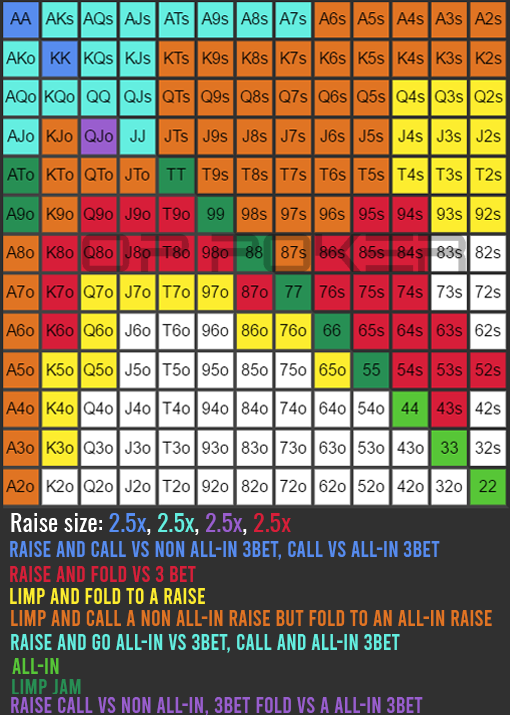 AA AKs AQs AJs ATs A9s A8s A7s A6s A5s A4s A3s A2s
AKo KK KQs KJs KTs K9s K8s K7s K6s K5s K4s K3s K2s
AQo KQo QQ QJs QTs Q9s Q8s Q7s Q6s Q5s Q4s Q3s Q2s
AJo KJo QJo JJ JTs J9s J8s J7s J6s J5s J4s J3s J2s
ATo KTo QTo JTo TT T9s T8s T7s T6s T5s T4s T3s T2s
A9o K9o Q9o J9o T9o 99 98s 97s 96s 95s 94s 93s 92s
A8o K8o Q8o J8o T8o 98o 88 87s 86s 85s 84s 83s 82s
OP POKER
A7o K7o Q7o J7o T7o 97o 87o 77 76s 75s 74s 73s 72s
A6o K6o Q6o J6o T6o 96o 86o 76o 66 65s 64s 63s 62s
A5o K5o Q5o J5o T5o 95o 85o 75o 65o 55 54s 53s 52s
A4o K4o Q4o J4o T4o 94o 84o 74o 64o 54o 44 43s 42s
A3o K3o Q3o J3o T3o 93o 83o 73o 63o 53o 43o 33 32s
A2o K2o Q2o J2o T2o 92o 82o 72o 62o 52o 42o 32o 22
Raise size: 2.5x, 2.5x, 2.5x, 2.5x
RAISE AND CALL VS NON ALL-IN 3BET, CALL VS ALL-IN 3BET
RAISE AND FOLD VS 3 BET
LIMP AND FOLD TO A RAISE
LIMP AND CALL A NON ALL-IN RAISE BUT FOLD TO AN ALL-IN RAISE
RAISE AND GO ALL-IN VS 3BET, CALL AND ALL-IN 3BET
ALL-IN
LIMP JAM
RAISE CALL VS NON ALL-IN, 3BET FOLD VS A ALL-IN 3BET